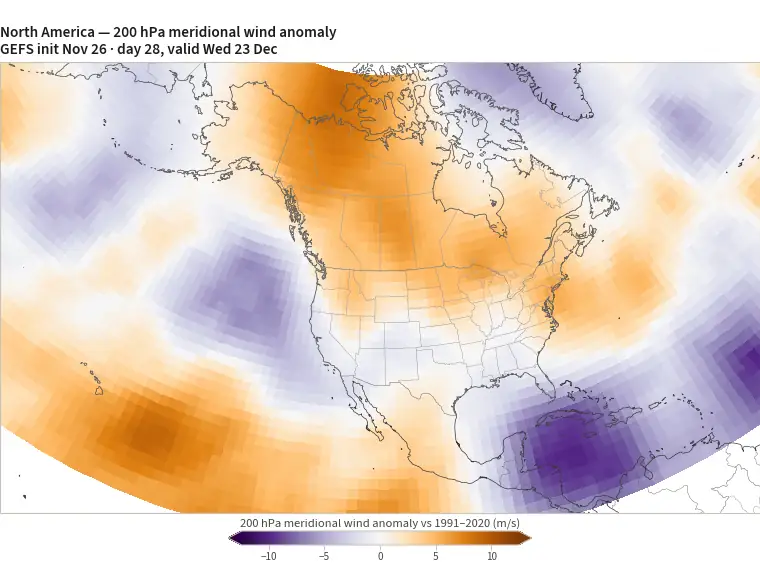 North America — 200 hPa meridional wind anomaly
GEFS init Nov 26 · day 28, valid Wed 23 Dec
200 hPa meridional wind anomaly vs 1991–2020 (m/s)
−10 −5 0 5 10